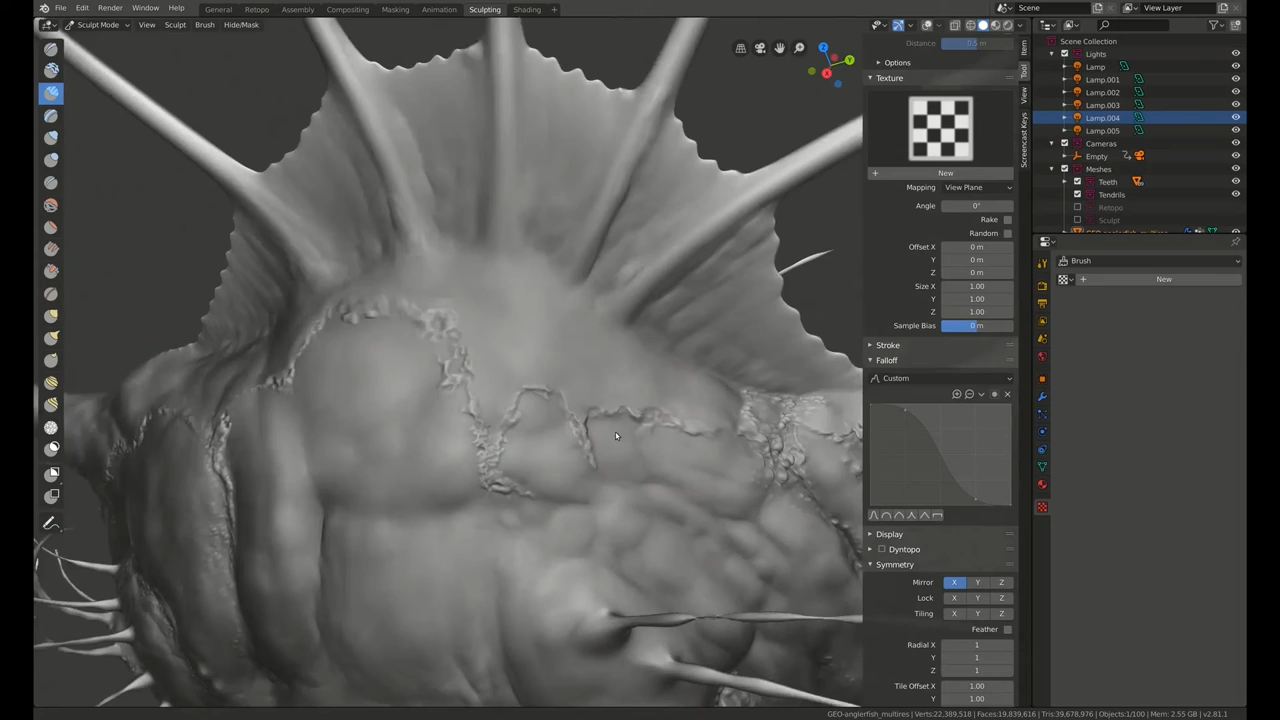 File Edit Render Window Help General Retopo Assembly Compositing Masking Animation Sculpting Shading + Scene View Layer
Sculpt Mode View Sculpt Brush Hide/Mask
Distance 0.5 m
Options
Texture
New
Mapping View Plane
Angle 0°
Rake
Random
Offset X 0 m
Y 0 m
Z 0 m
Size X 1.00
Y 1.00
Z 1.00
Sample Bias 0 m
Stroke
Falloff
Custom
Display
Dyntopo
Symmetry
Mirror X Y Z
Lock X Y Z
Tiling X Y Z
Feather
Radial X 1
Y 1
Z 1
Tile Offset X 1.00
Y 1.00
Item
Tool
View
Screencast Keys
Scene Collection
Lights
Lamp
Lamp.001
Lamp.002
Lamp.003
Lamp.004
Lamp.005
Cameras
Empty
Meshes
Teeth
Tendrils
Retopo
Sculpt
Brush
New
GEO-anglerfish_multires | Verts:22,389,518 | Faces:19,839,616 | Tris:39,678,976 | Objects:1/100 | Mem: 2.55 GB | v2.81.1